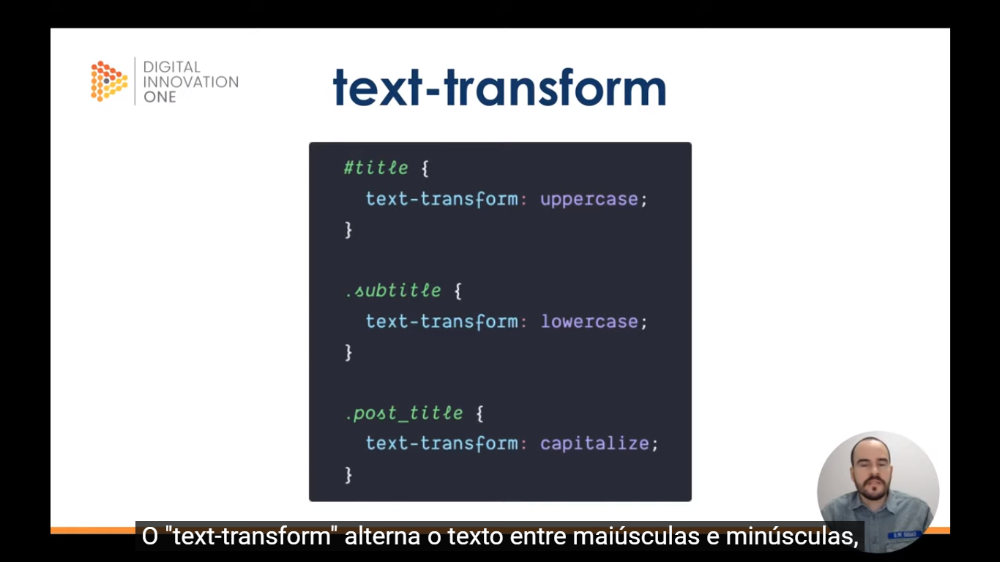 DIGITAL
INNOVATION
ONE
text-transform
#title {
  text-transform: uppercase;
}
.subtitle {
  text-transform: lowercase;
}
.post_title {
  text-transform: capitalize;
}
O "text-transform" alterna o texto entre maiúsculas e minúsculas,